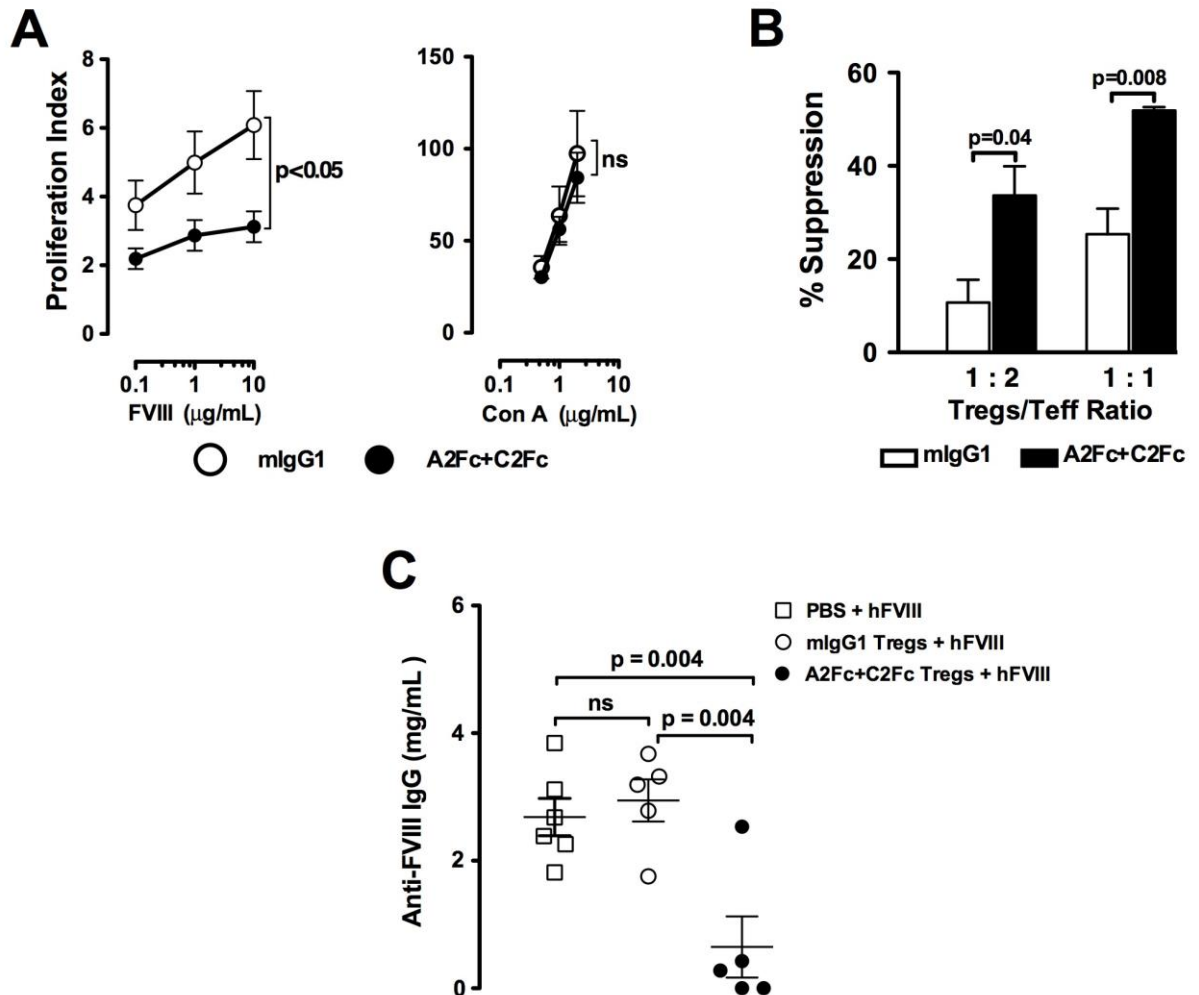 A
Proliferation Index
8
6
4
2
0
p<0.05
0.1 1 10
FVIII (μg/mL)
150
100
50
0
ns
0.1 1 10
Con A (μg/mL)
mIgG1 A2Fc+C2Fc
B
% Suppression
60
40
20
0
p=0.04
p=0.008
1 : 2 1 : 1
Tregs/Teff Ratio
mIgG1 A2Fc+C2Fc
C
Anti-FVIII IgG (mg/mL )
6
4
2
0
p = 0.004
ns
p = 0.004
PBS + hFVIII
mIgG1 Tregs + hFVIII
A2Fc+C2Fc Tregs + hFVIII